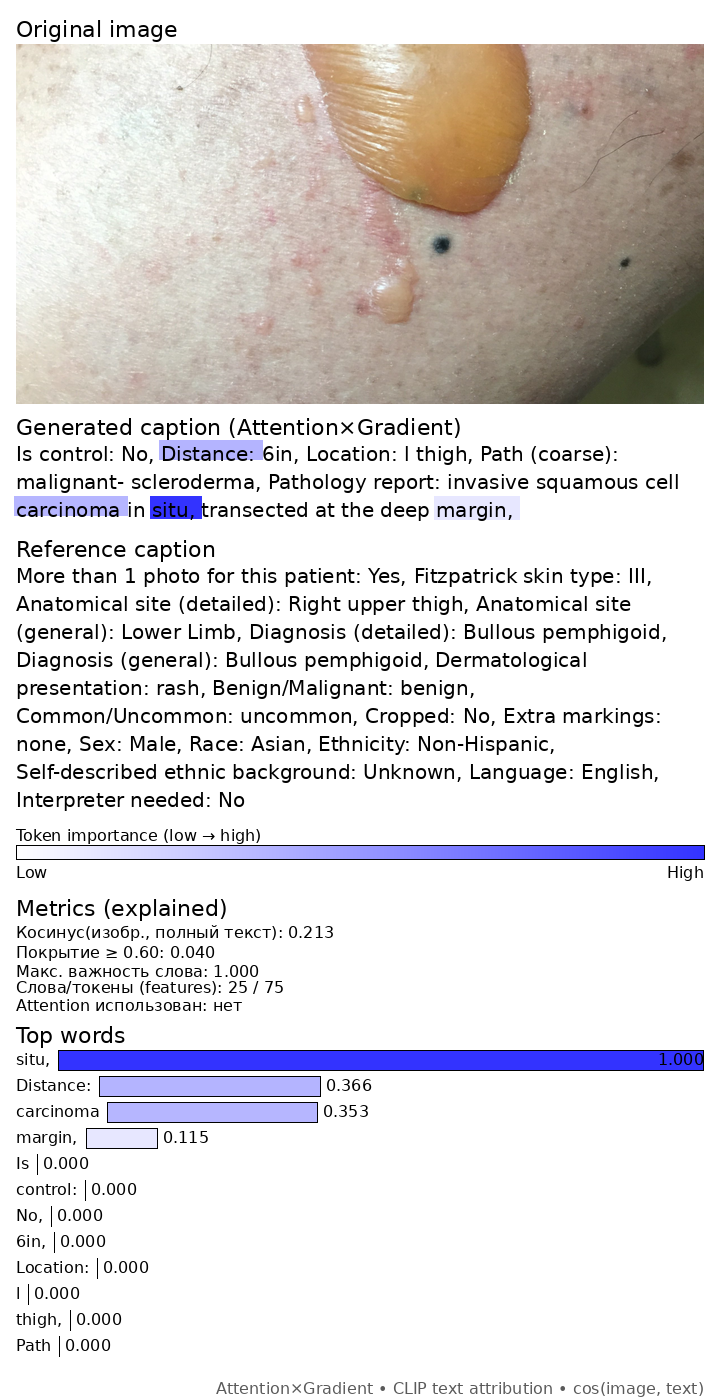 Original image
Generated caption (Attention×Gradient)
Is control: No, Distance: 6in, Location: l thigh, Path (coarse):
malignant- scleroderma, Pathology report: invasive squamous cell
carcinoma in situ, transected at the deep margin,
Reference caption
More than 1 photo for this patient: Yes, Fitzpatrick skin type: III,
Anatomical site (detailed): Right upper thigh, Anatomical site
(general): Lower Limb, Diagnosis (detailed): Bullous pemphigoid,
Diagnosis (general): Bullous pemphigoid, Dermatological
presentation: rash, Benign/Malignant: benign,
Common/Uncommon: uncommon, Cropped: No, Extra markings:
none, Sex: Male, Race: Asian, Ethnicity: Non-Hispanic,
Self-described ethnic background: Unknown, Language: English,
Interpreter needed: No
Token importance (low → high)
Low High
Metrics (explained)
Косинус(изобр., полный текст): 0.213
Покрытие ≥ 0.60: 0.040
Макс. важность слова: 1.000
Слова/токены (features): 25 / 75
Attention использован: нет
Top words
situ, 1.000
Distance: 0.366
carcinoma 0.353
margin, 0.115
Is 0.000
control: 0.000
No, 0.000
6in, 0.000
Location: 0.000
l 0.000
thigh, 0.000
Path 0.000
Attention×Gradient • CLIP text attribution • cos(image, text)